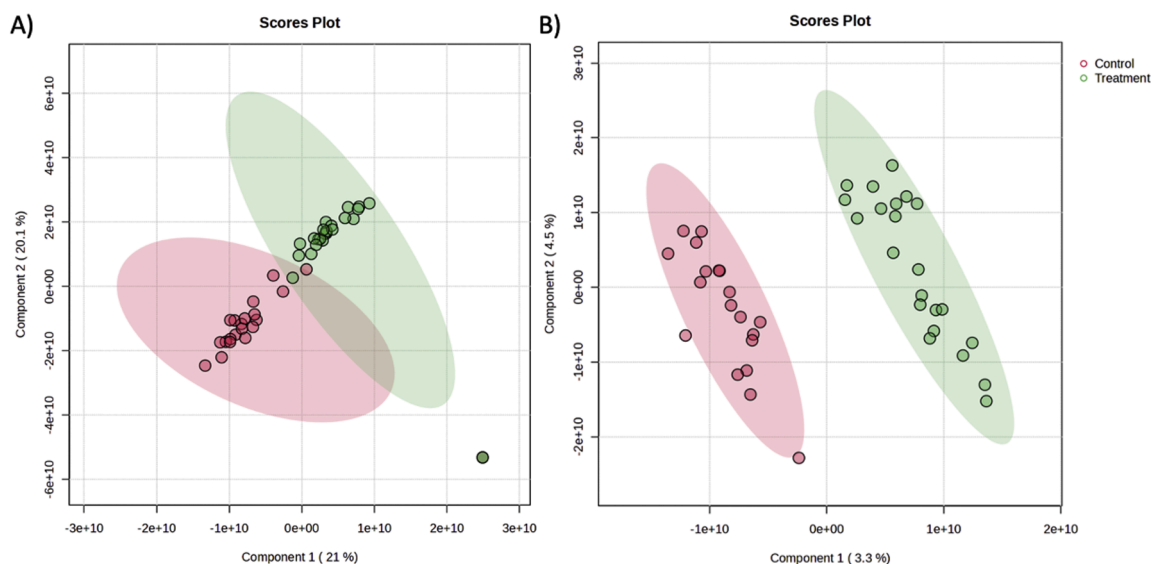 A)
Scores Plot
Component 2 ( 20.1 %)
6e+10
4e+10
2e+10
0e+00
-2e+10
-4e+10
-6e+10
-3e+10 -2e+10 -1e+10 0e+00 1e+10 2e+10 3e+10
Component 1 ( 21 %)
B)
Scores Plot
Component 2 ( 4.5 %)
3e+10
2e+10
1e+10
0e+00
-1e+10
-2e+10
-1e+10 0e+00 1e+10 2e+10
Component 1 ( 3.3 %)
Control
Treatment